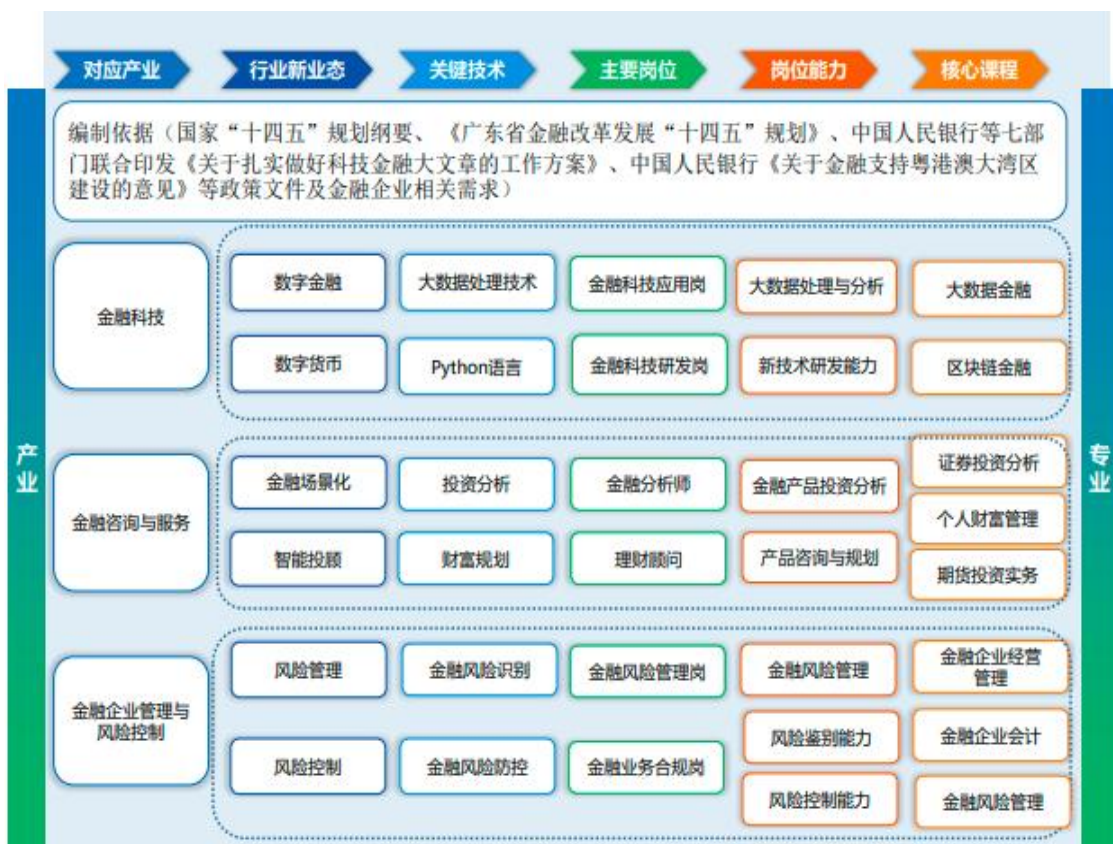 对应产业
行业新业态
关键技术
主要岗位
岗位能力
核心课程
编制依据（国家“十四五”规划纲要、《广东省金融改革发展“十四五”规划》、中国人民银行等七部
门联合印发《关于扎实做好科技金融大文章的工作方案》、中国人民银行《关于金融支持粤港澳大湾区
建设的意见》等政策文件及金融企业相关需求）
产业
专业
金融科技
数字金融
大数据处理技术
金融科技应用岗
大数据处理与分析
大数据金融
数字货币
Python语言
金融科技研发岗
新技术研发能力
区块链金融
金融咨询与服务
金融场景化
投资分析
金融分析师
金融产品投资分析
证券投资分析
个人财富管理
智能投顾
财富规划
理财顾问
产品咨询与规划
期货投资实务
金融企业管理与
风险控制
风险管理
金融风险识别
金融风险管理岗
金融风险管理
金融企业经营
管理
风险鉴别能力
金融企业会计
风险控制
金融风险防控
金融业务合规岗
风险控制能力
金融风险管理